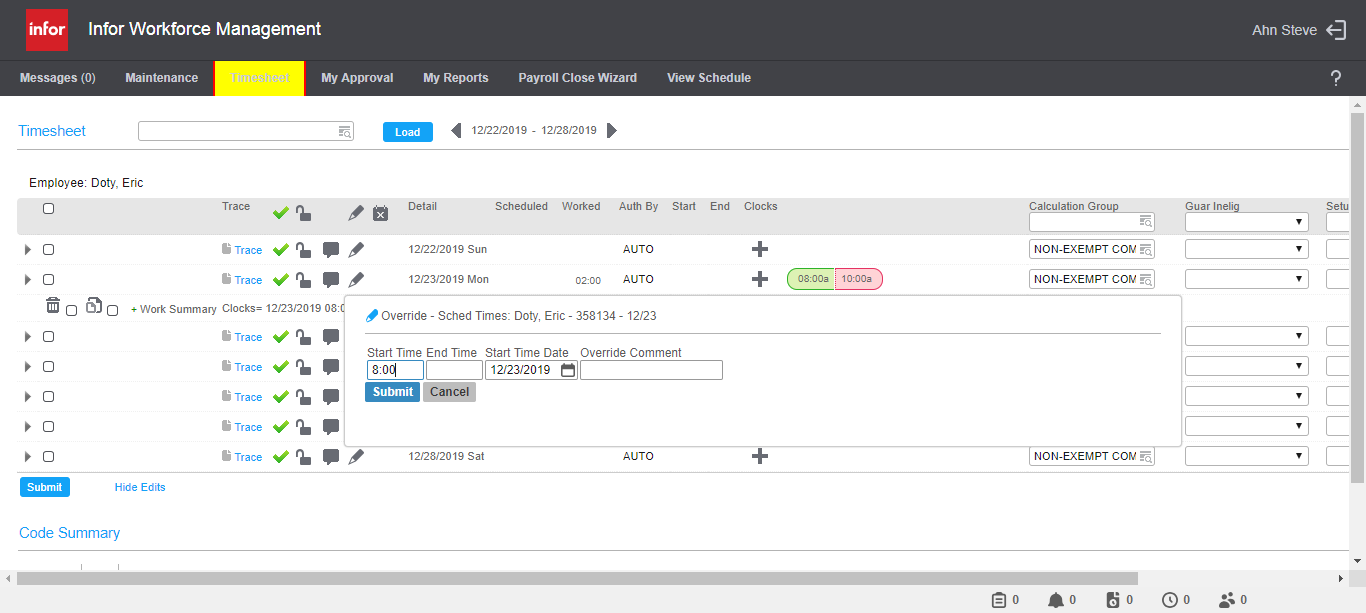 infor Infor Workforce Management Ahn Steve
Messages (0) Maintenance Timesheet My Approval My Reports Payroll Close Wizard View Schedule ?
Timesheet Load 12/22/2019 - 12/28/2019
Employee: Doty, Eric
Trace Detail Scheduled Worked Auth By Start End Clocks Calculation Group Guar Inelig Setu
Trace 12/22/2019 Sun AUTO NON-EXEMPT COM
Trace 12/23/2019 Mon 02:00 AUTO 08:00a 10:00a NON-EXEMPT COM
+ Work Summary Clocks= 12/23/2019 08:0
Override - Sched Times: Doty, Eric - 358134 - 12/23
Trace
Start Time End Time Start Time Date Override Comment
Trace 8:00 12/23/2019
Trace Submit Cancel
Trace
Trace 12/28/2019 Sat AUTO NON-EXEMPT COM
Submit Hide Edits
Code Summary
0 0 0 0 0